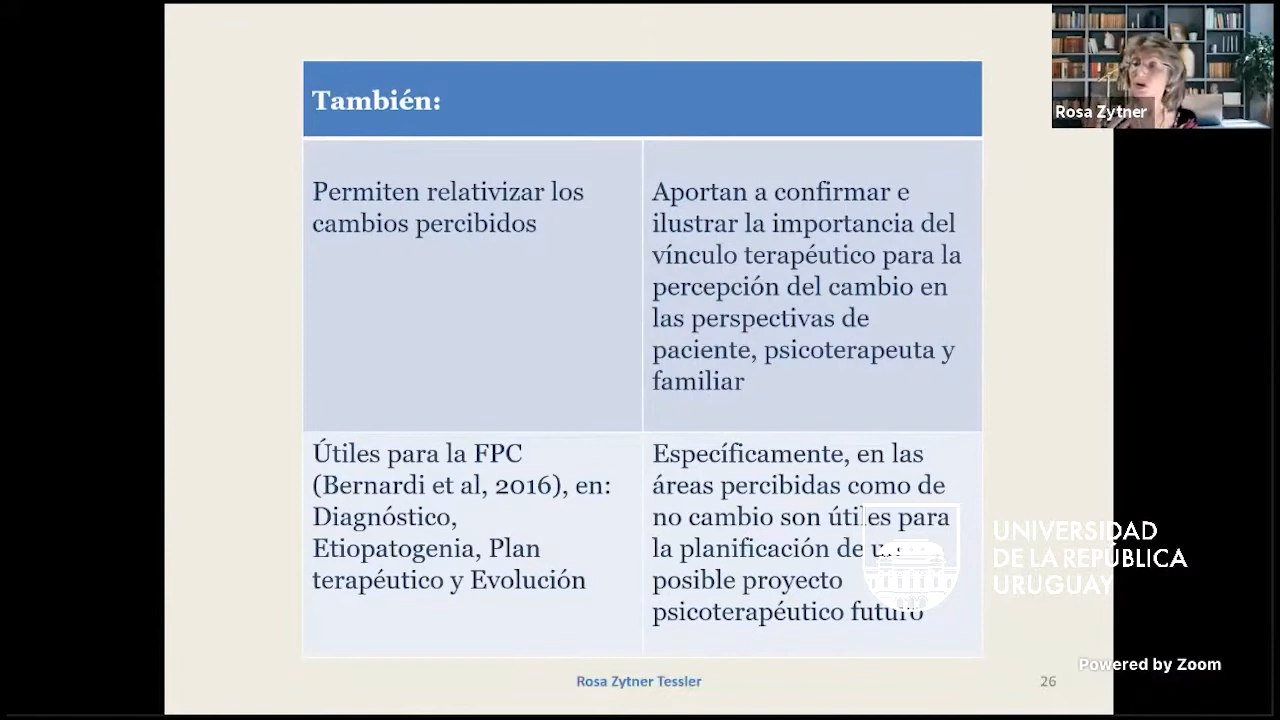 También:
Permiten relativizar los
cambios percibidos
Aportan a confirmar e
ilustrar la importancia del
vínculo terapéutico para la
percepción del cambio en
las perspectivas de
paciente, psicoterapeuta y
familiar
Útiles para la FPC
(Bernardi et al, 2016), en:
Diagnóstico,
Etiopatogenia, Plan
terapéutico y Evolución
Específicamente, en las
áreas percibidas como de
no cambio son útiles para
la planificación de un
posible proyecto
psicoterapéutico futuro
Rosa Zytner Tessler
26
Rosa Zytner
UNIVERSIDAD
DE LA REPÚBLICA
URUGUAY
Powered by Zoom